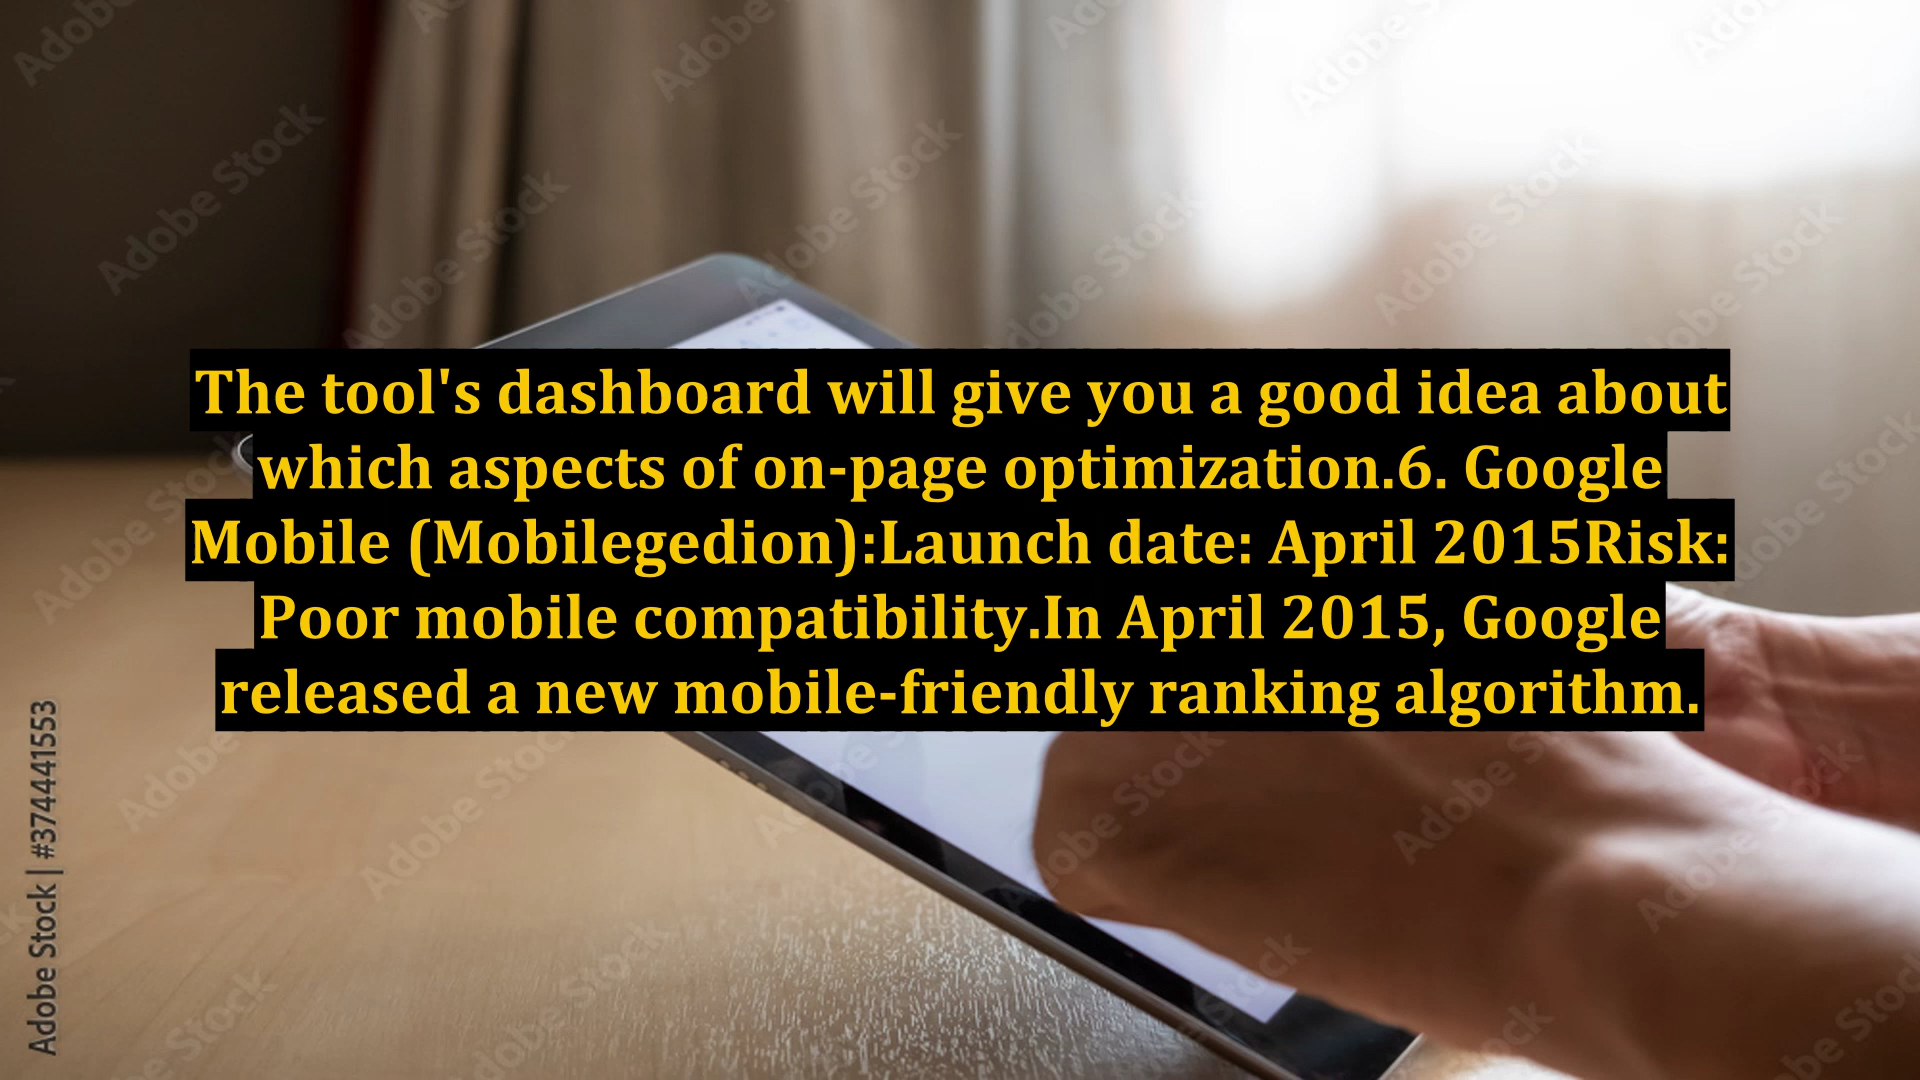 The tool's dashboard will give you a good idea about
which aspects of on-page optimization.6. Google
Mobile (Mobilegedion):Launch date: April 2015Risk:
Poor mobile compatibility.In April 2015, Google
released a new mobile-friendly ranking algorithm.
Adobe Stock | #374441553
Adobe Stock